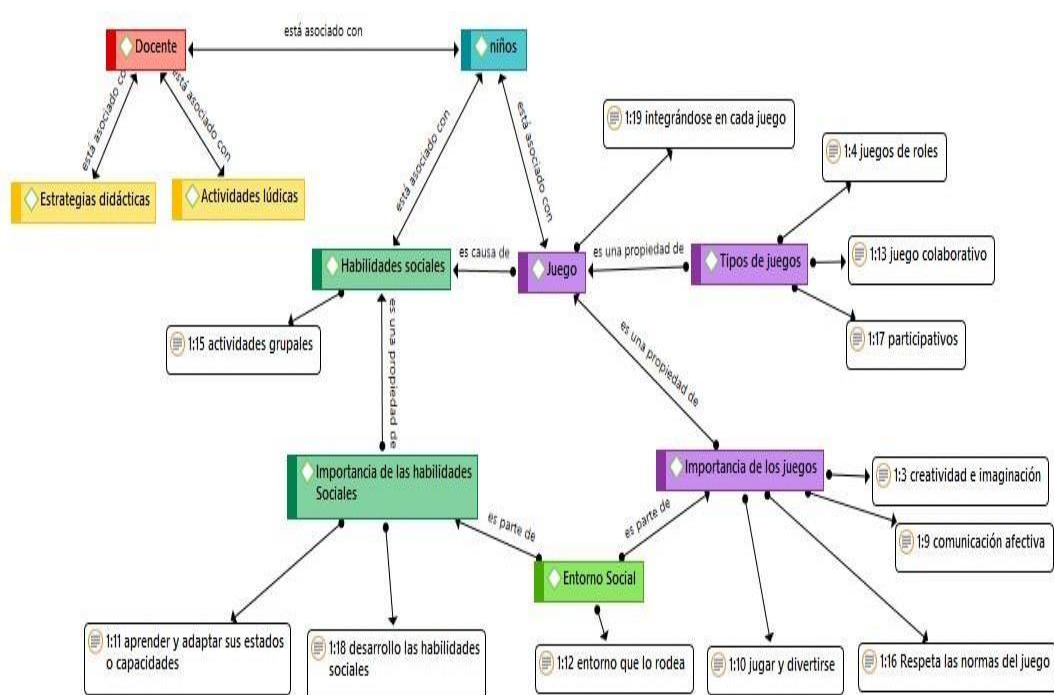 está asociado con
Docente
niños
está asociado co
está asociado con
está asociado con
está asociado con
1:19 integrándose en cada juego
1:4 juegos de roles
Estrategias didácticas
Actividades lúdicas
Habilidades sociales
es causa de
Juego
es una propiedad de
Tipos de juegos
1:13 juego colaborativo
1:15 actividades grupales
es una propiedad de
es una propiedad de
1:17 participativos
Importancia de las habilidades
Sociales
Importancia de los juegos
1:3 creatividad e imaginación
es parte de
es parte de
1:9 comunicación afectiva
Entorno Social
1:11 aprender y adaptar sus estados
o capacidades
1:18 desarrollo las habilidades
sociales
1:12 entorno que lo rodea
1:10 jugar y divertirse
1:16 Respeta las normas del juego